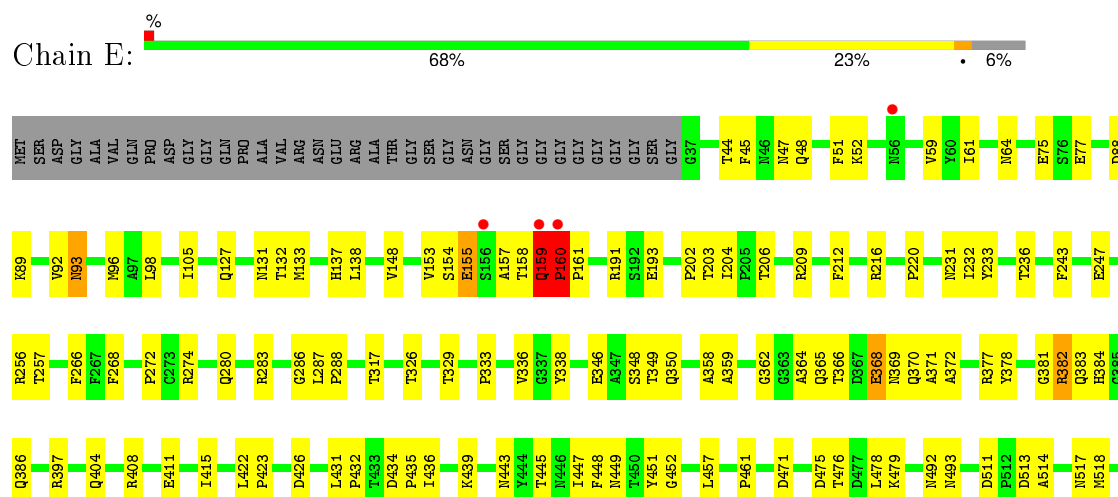 %
Chain E:
68% 23% • 6%
MET SER ASP GLY ALA VAL GLN PRO ASP GLY GLY GLN PRO ALA VAL ARG ASN GLU ARG ALA THR GLY SER GLY ASN GLY SER GLY GLY GLY GLY GLY GLY GLY SER GLY G37 T44 F45 N46 N47 Q48 F51 K52 N56 V59 Y60 I61 N64 E75 S76 E77 D88
K89 V92 N93 M96 A97 L98 I105 Q127 N131 T132 M133 H137 L138 V148 V153 S154 E155 S156 A157 T158 Q159 P160 P161 R191 S192 E193 P202 T203 I204 P205 T206 R209 F212 R216 P220 N231 I232 Y233 T236 F243 E247
R256 T257 F266 F267 F268 P272 C273 R274 Q280 R283 G286 L287 P288 T317 T326 T329 P333 V336 G337 Y338 E346 A347 S348 T349 Q350 A358 A359 G362 G363 A364 Q365 T366 D367 E368 N369 Q370 A371 A372 R377 Y378 G381 R382 Q383 H384 G385
Q386 R397 Q404 R408 E411 I415 L422 P423 D426 L431 P432 T433 D434 P435 I436 K439 N443 Y444 T445 N446 I447 F448 N449 T450 Y451 G452 L457 P461 D471 D475 T476 D477 L478 K479 N492 N493 D511 P512 D513 A514 N517 M518